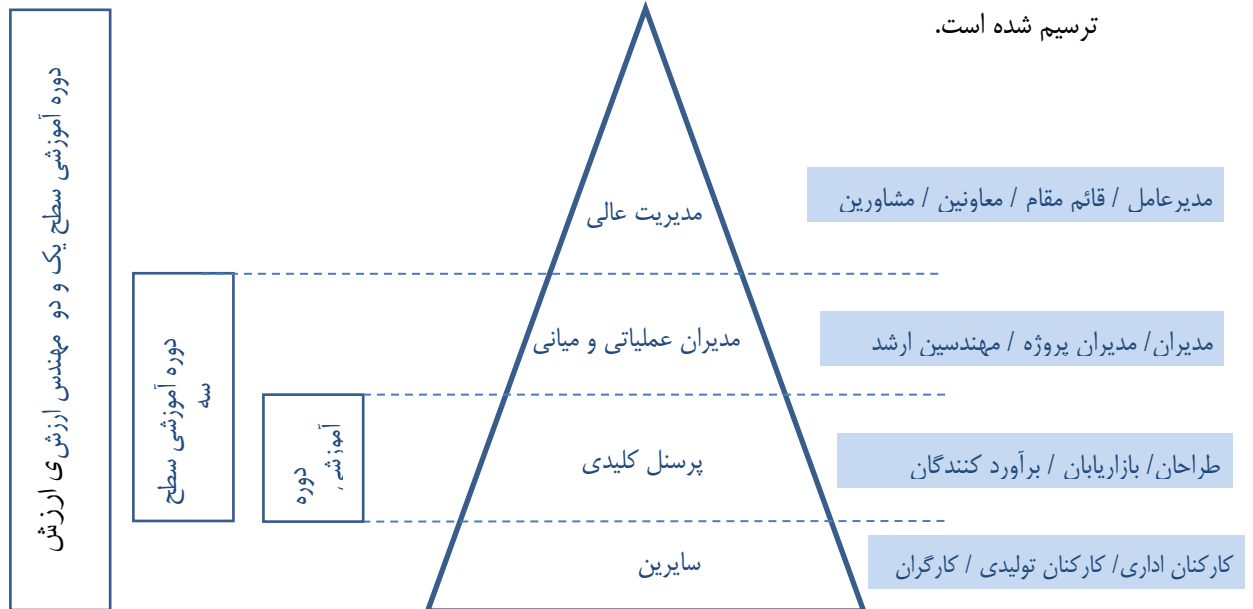 ترسیم شده است.
مدیریت عالی
مدیرعامل / قائم مقام / معاونین / مشاورین
مدیران عملیاتی و میانی
مدیران/ مدیران پروژه / مهندسین ارشد
پرسنل کلیدی
طراحان/ بازاریابان / برآورد کنندگان
سایرین
کارکنان اداری/ کارکنان تولیدی / کارگران
دوره
آموزشی
دوره آموزشی سطح
سه
دوره آموزشی سطح یک و دو مهندس ارزش
ی ارزش